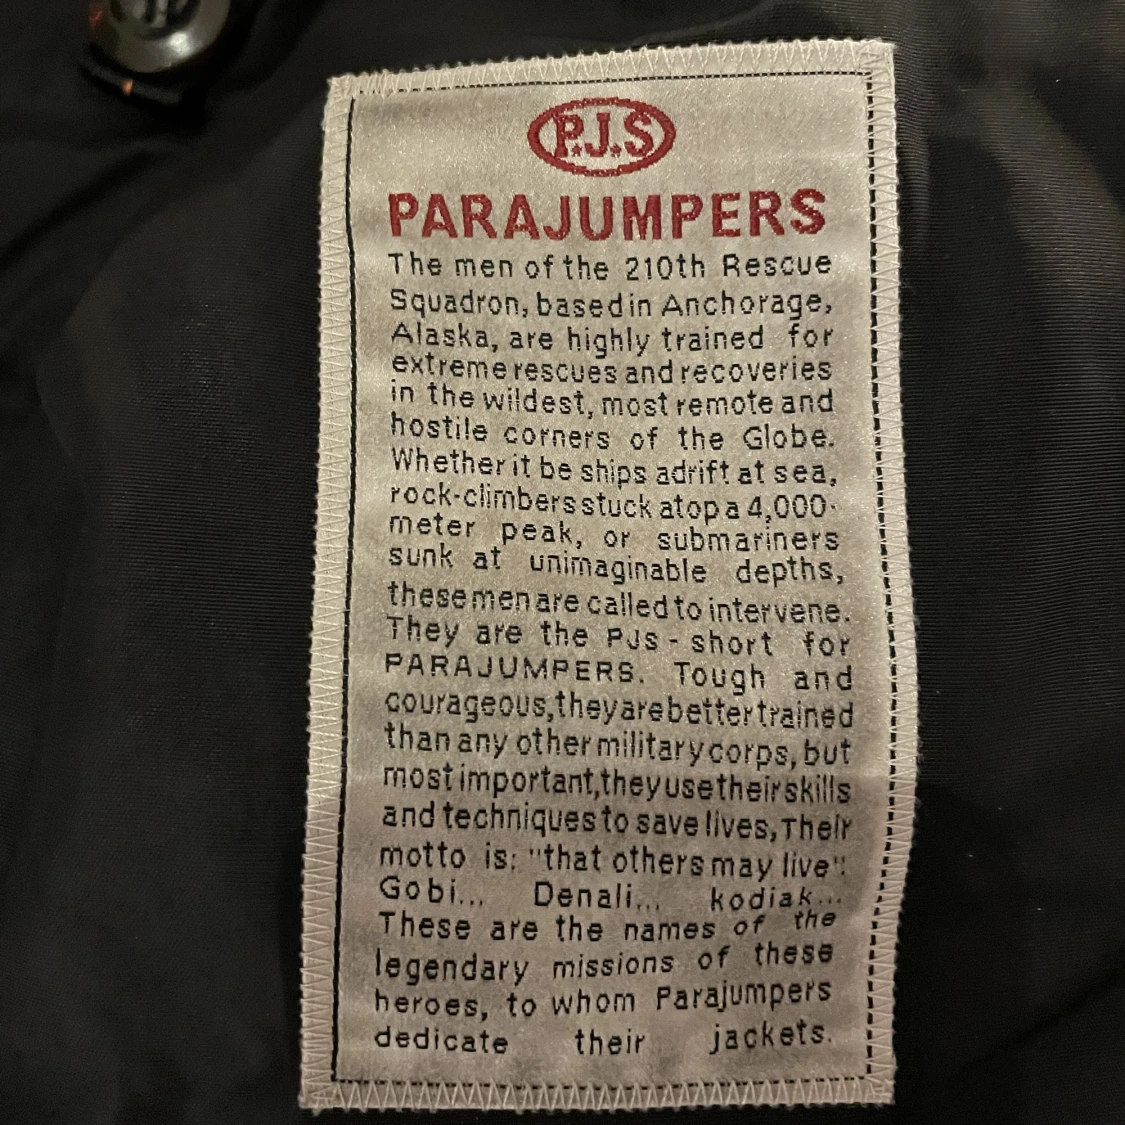 P.J.S
PARAJUMPERS
The men of the 210th Rescue
Squadron, based in Anchorage,
Alaska, are highly trained for
extreme rescues and recoveries
in the wildest, most remote and
hostile corners of the Globe.
Whether it be ships adrift at sea,
rock-climbers stuck atop a 4,000-
meter peak, or submariners
sunk at unimaginable depths,
these men are called to intervene.
They are the PJs - short for
PARAJUMPERS. Tough and
courageous, they are better trained
than any other military corps, but
most important, they use their skills
and techniques to save lives, Their
motto is: "that others may live".
Gobi... Denali... kodiak...
These are the names of the
legendary missions of these
heroes, to whom Parajumpers
dedicate their jackets.